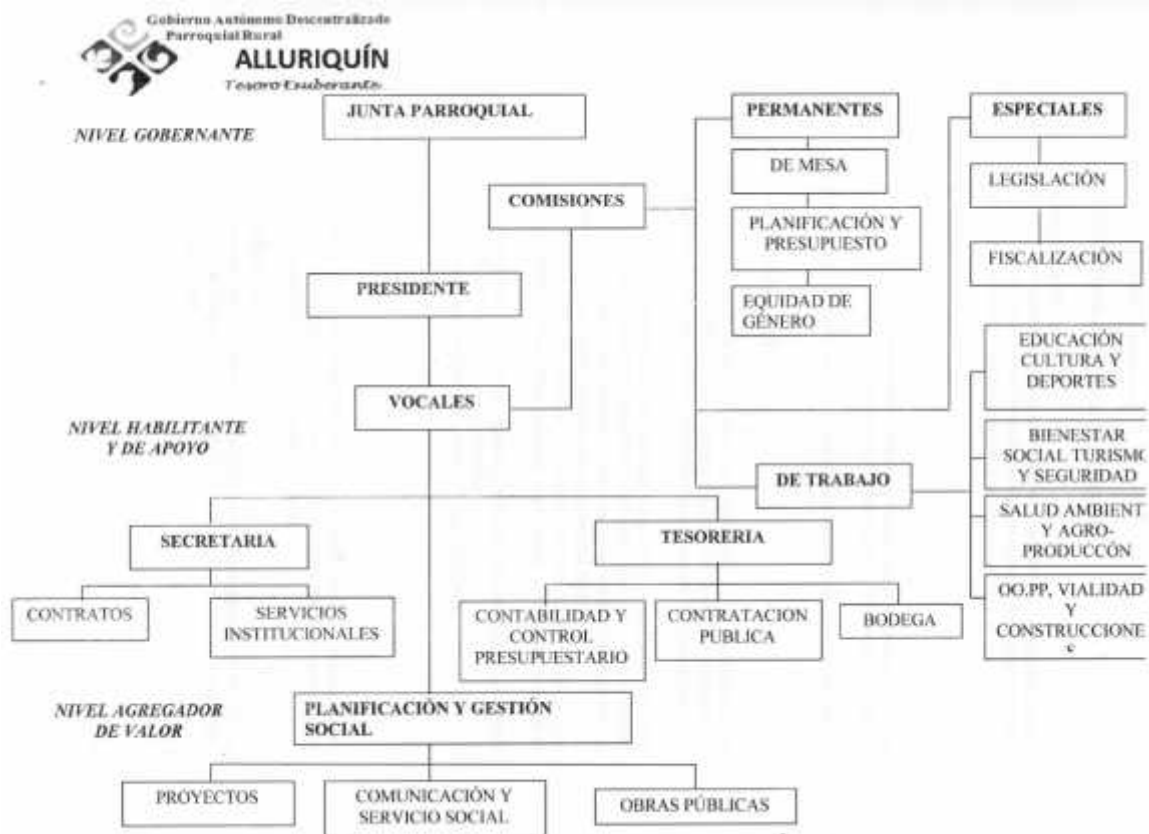 Gobierno Autónomo Descentralizado
Parroquial Rural
ALLURIQUÍN
Tesoro Exuberante
NIVEL GOBERNANTE
JUNTA PARROQUIAL
PERMANENTES
ESPECIALES
DE MESA
LEGISLACIÓN
COMISIONES
PLANIFICACIÓN Y
PRESUPUESTO
FISCALIZACIÓN
PRESIDENTE
EQUIDAD DE
GÉNERO
EDUCACIÓN
CULTURA Y
DEPORTES
VOCALES
NIVEL HABILITANTE
Y DE APOYO
BIENESTAR
SOCIAL TURISMO
Y SEGURIDAD
DE TRABAJO
SALUD AMBIENT
Y AGRO-
PRODUCCÓN
SECRETARIA
TESORERIA
CONTRATOS
SERVICIOS
INSTITUCIONALES
CONTABILIDAD Y
CONTROL
PRESUPUESTARIO
CONTRATACION
PUBLICA
BODEGA
OO.PP, VIALIDAD
Y
CONSTRUCCIONE
S
NIVEL AGREGADOR
DE VALOR
PLANIFICACIÓN Y GESTIÓN
SOCIAL
PROYECTOS
COMUNICACIÓN Y
SERVICIO SOCIAL
OBRAS PÚBLICAS